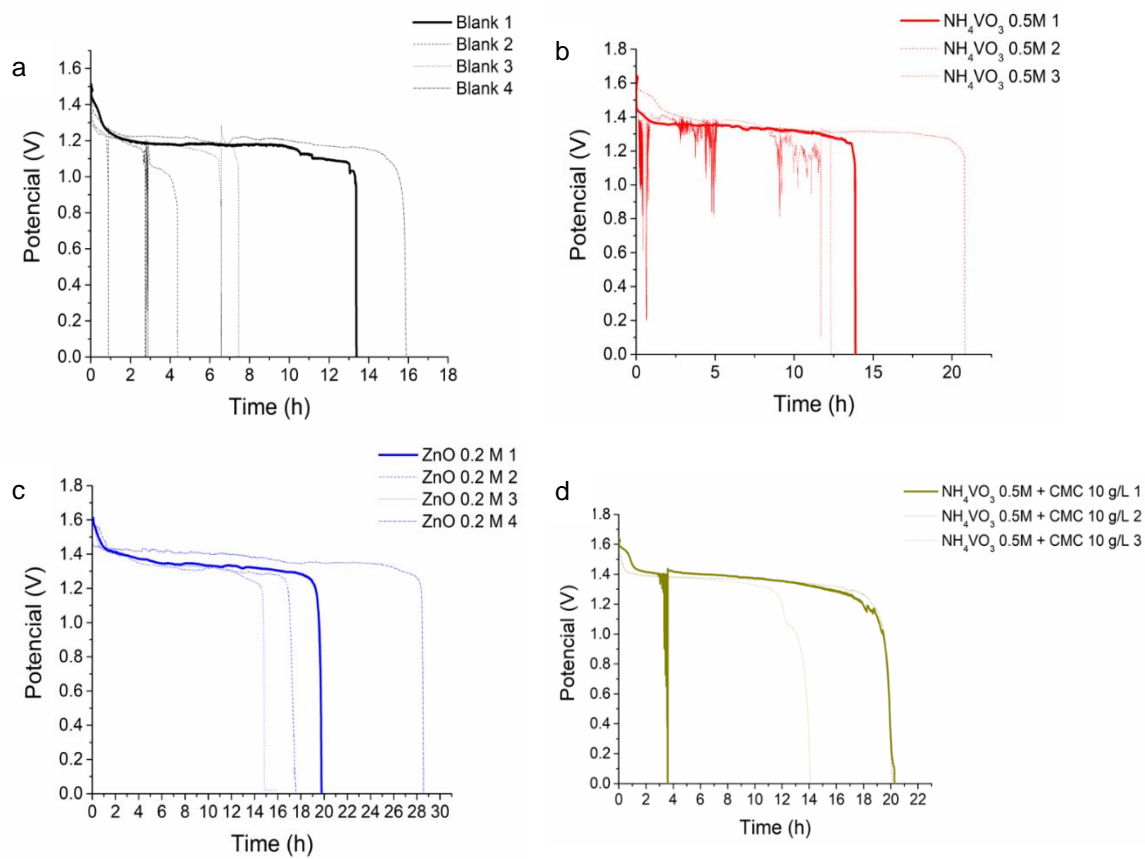 a
Blank 1
Blank 2
Blank 3
Blank 4
1.6
1.4
1.2
1.0
0.8
0.6
0.4
0.2
0.0
Potencial (V)
0 2 4 6 8 10 12 14 16 18
Time (h)
b
NH₄VO₃ 0.5M 1
NH₄VO₃ 0.5M 2
NH₄VO₃ 0.5M 3
1.8
1.6
1.4
1.2
1.0
0.8
0.6
0.4
0.2
0.0
Potencial (V)
0 5 10 15 20
Time (h)
c
ZnO 0.2 M 1
ZnO 0.2 M 2
ZnO 0.2 M 3
ZnO 0.2 M 4
1.8
1.6
1.4
1.2
1.0
0.8
0.6
0.4
0.2
0.0
Potencial (V)
0 2 4 6 8 10 12 14 16 18 20 22 24 26 28 30
Time (h)
d
NH₄VO₃ 0.5M + CMC 10 g/L 1
NH₄VO₃ 0.5M + CMC 10 g/L 2
NH₄VO₃ 0.5M + CMC 10 g/L 3
1.8
1.6
1.4
1.2
1.0
0.8
0.6
0.4
0.2
0.0
Potencial (V)
0 2 4 6 8 10 12 14 16 18 20 22
Time (h)